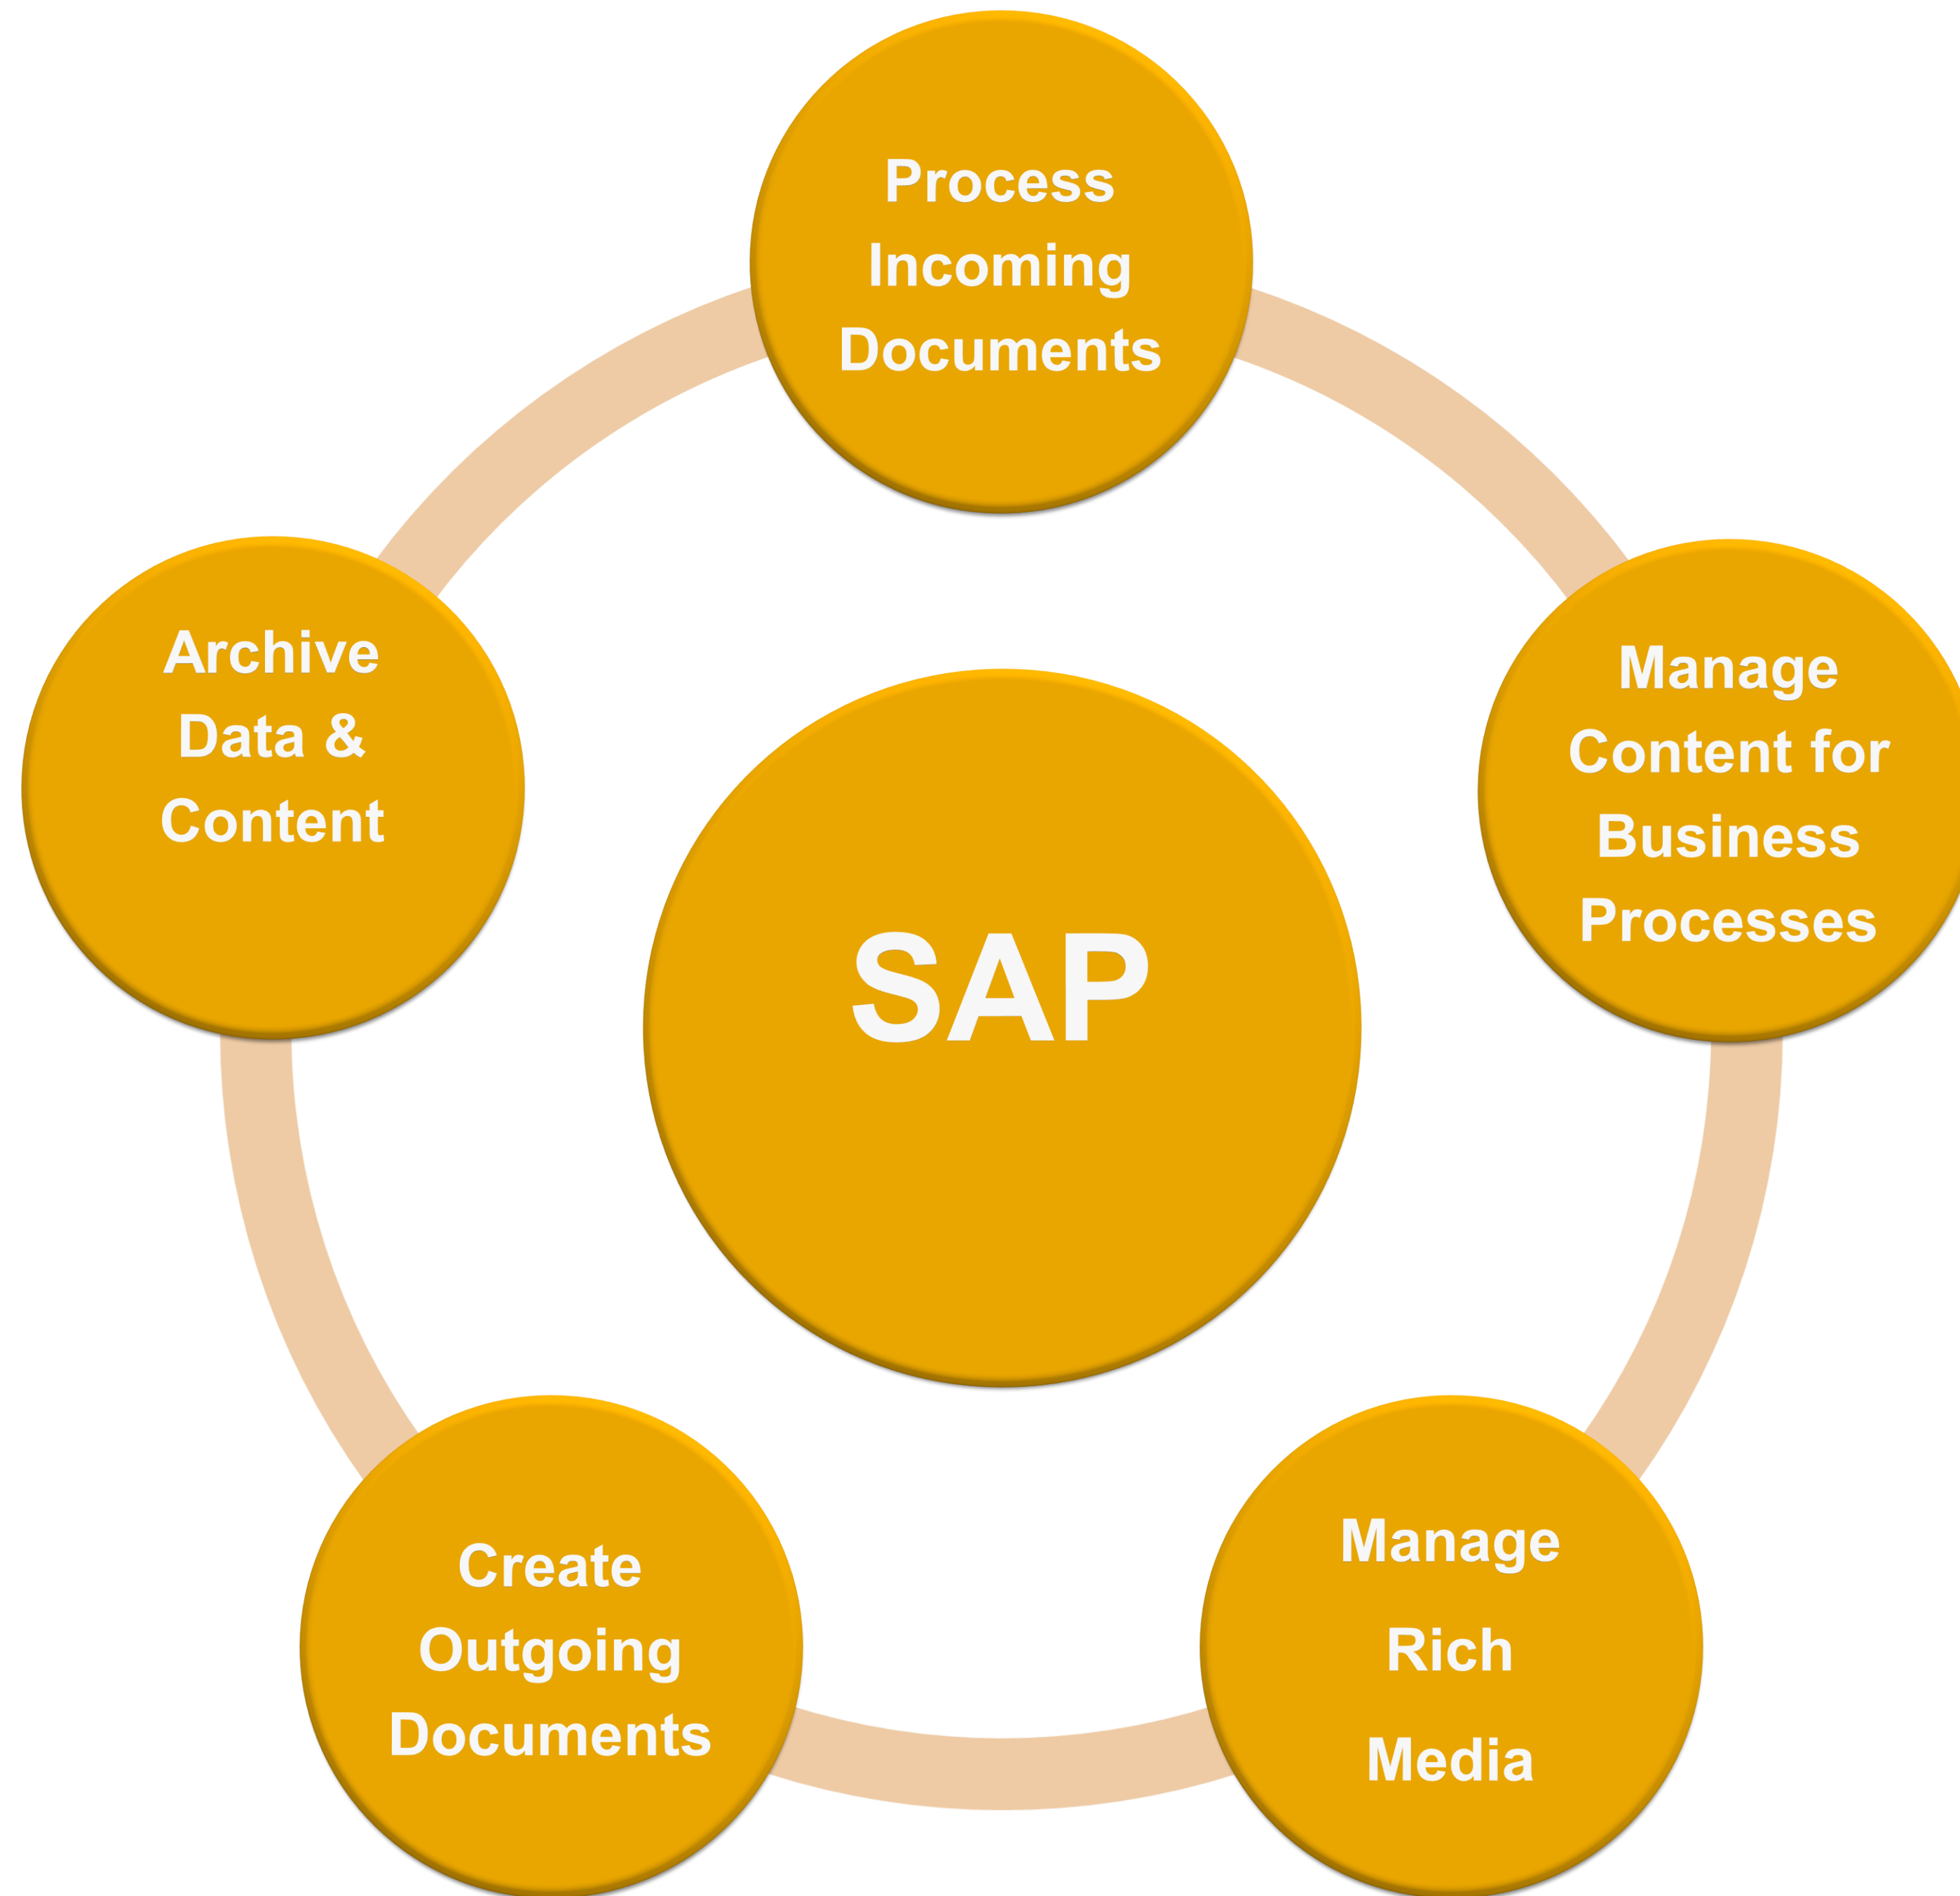 Process
Incoming
Documents
Archive
Data &
Content
Manage
Content for
Business
Processes
SAP
Create
Outgoing
Documents
Manage
Rich
Media